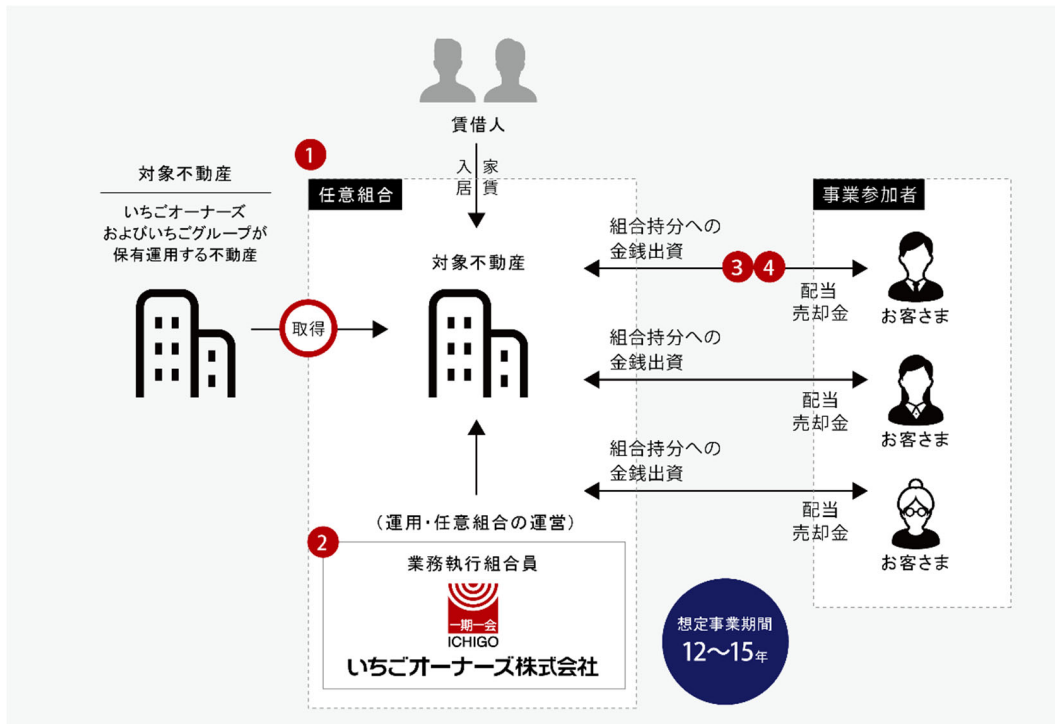 賃借人
入居
家賃
1
対象不動産
いちごオーナーズ
およびいちごグループが
保有運用する不動産
取得
任意組合
対象不動産
事業参加者
組合持分への
金銭出資
3 4
配当
売却金
お客さま
組合持分への
金銭出資
配当
売却金
お客さま
組合持分への
金銭出資
配当
売却金
お客さま
(運用・任意組合の運営)
2
業務執行組合員
一期一会
ICHIGO
いちごオーナーズ株式会社
想定事業期間
12〜15年